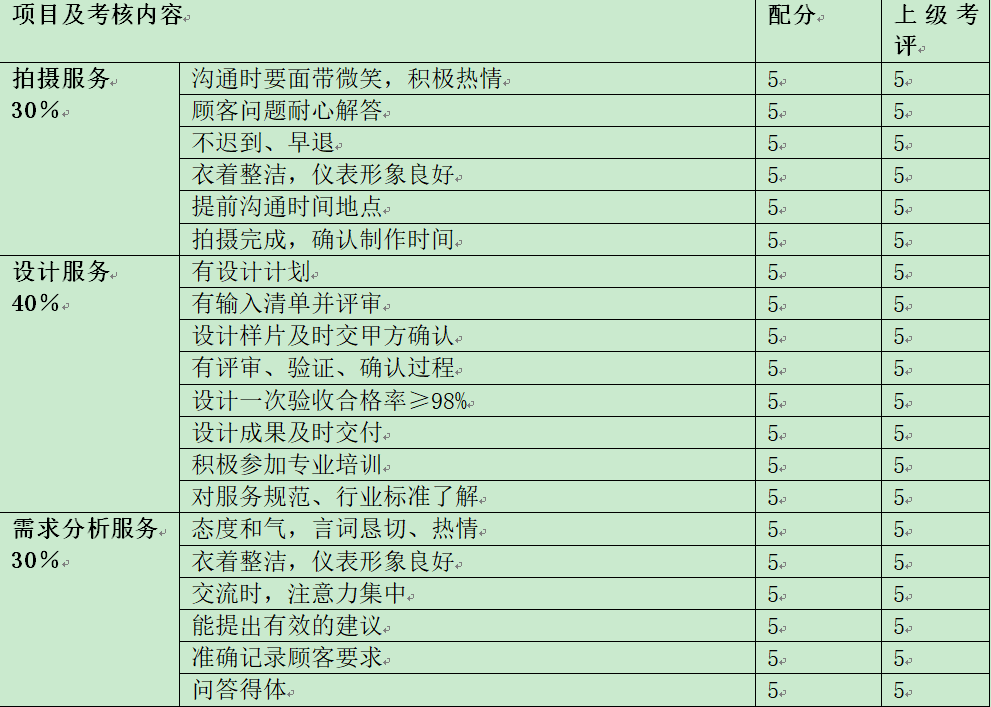 项目及考核内容 配分 上级考评
拍摄服务 30% 沟通时要面带微笑，积极热情 5 5
顾客问题耐心解答 5 5
不迟到、早退 5 5
衣着整洁，仪表形象良好 5 5
提前沟通时间地点 5 5
拍摄完成，确认制作时间 5 5
设计服务 40% 有设计计划 5 5
有输入清单并评审 5 5
设计样片及时交甲方确认 5 5
有评审、验证、确认过程 5 5
设计一次验收合格率≥98% 5 5
设计成果及时交付 5 5
积极参加专业培训 5 5
对服务规范、行业标准了解 5 5
需求分析服务 30% 态度和气，言词恳切、热情 5 5
衣着整洁，仪表形象良好 5 5
交流时，注意力集中 5 5
能提出有效的建议 5 5
准确记录顾客要求 5 5
问答得体 5 5